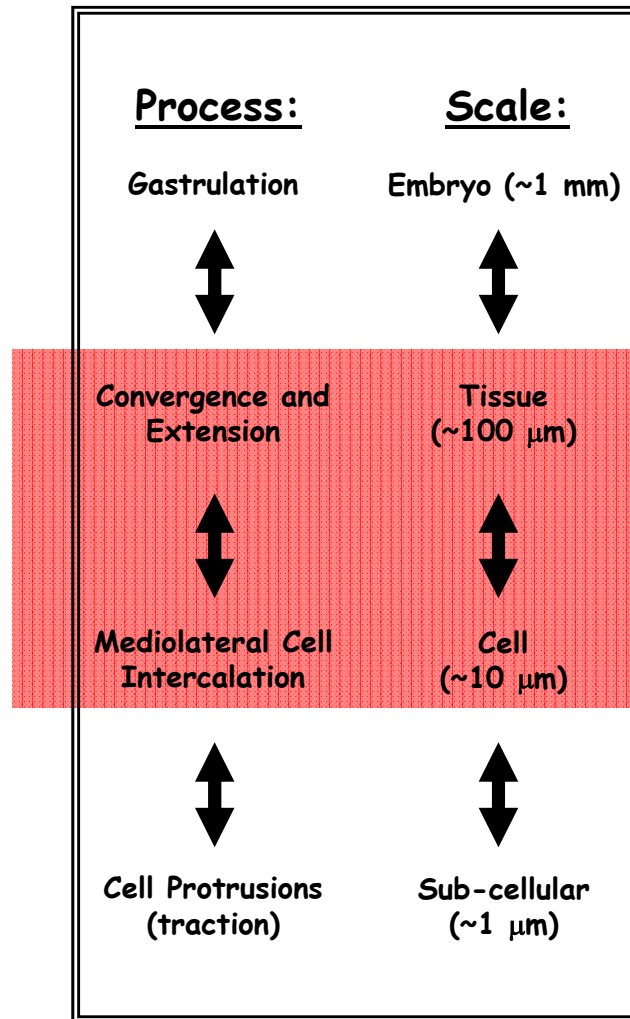 Process: Scale:
Gastrulation Embryo (~1 mm)
Convergence and Tissue
Extension (~100 μm)
Mediolateral Cell Cell
Intercalation (~10 μm)
Cell Protrusions Sub-cellular
(traction) (~1 μm)